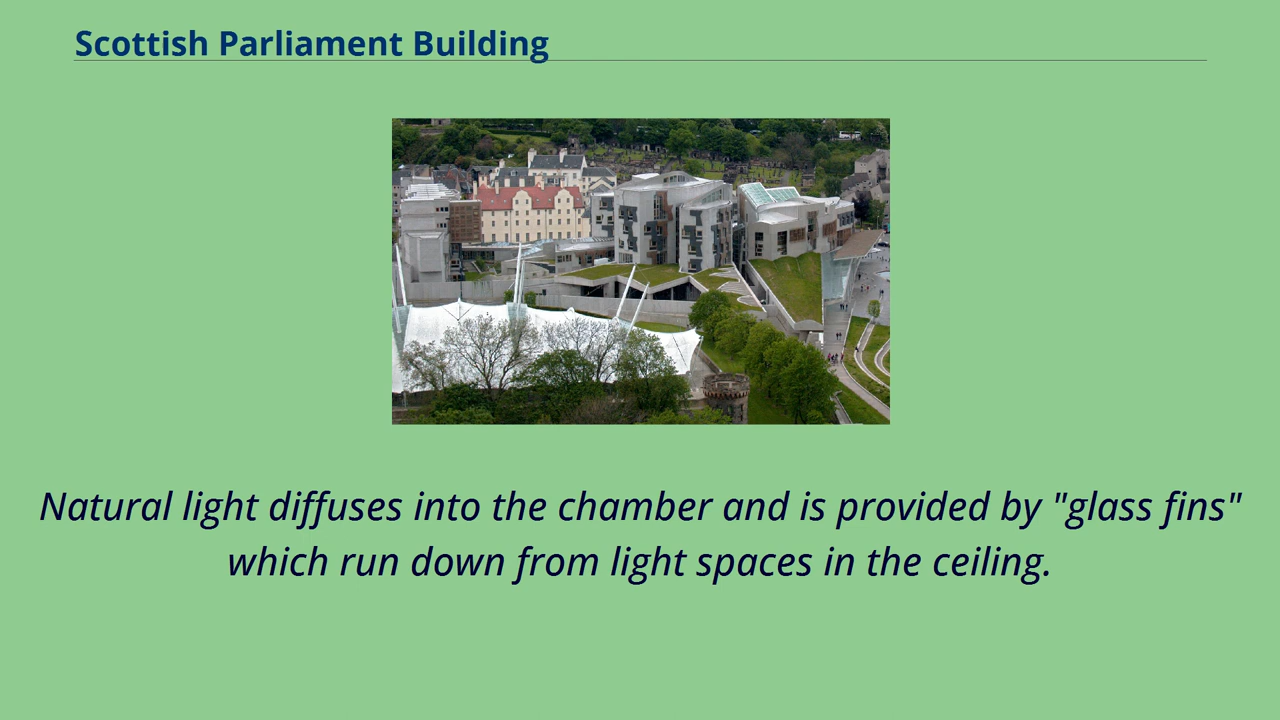 Scottish Parliament Building
Natural light diffuses into the chamber and is provided by "glass fins"
which run down from light spaces in the ceiling.